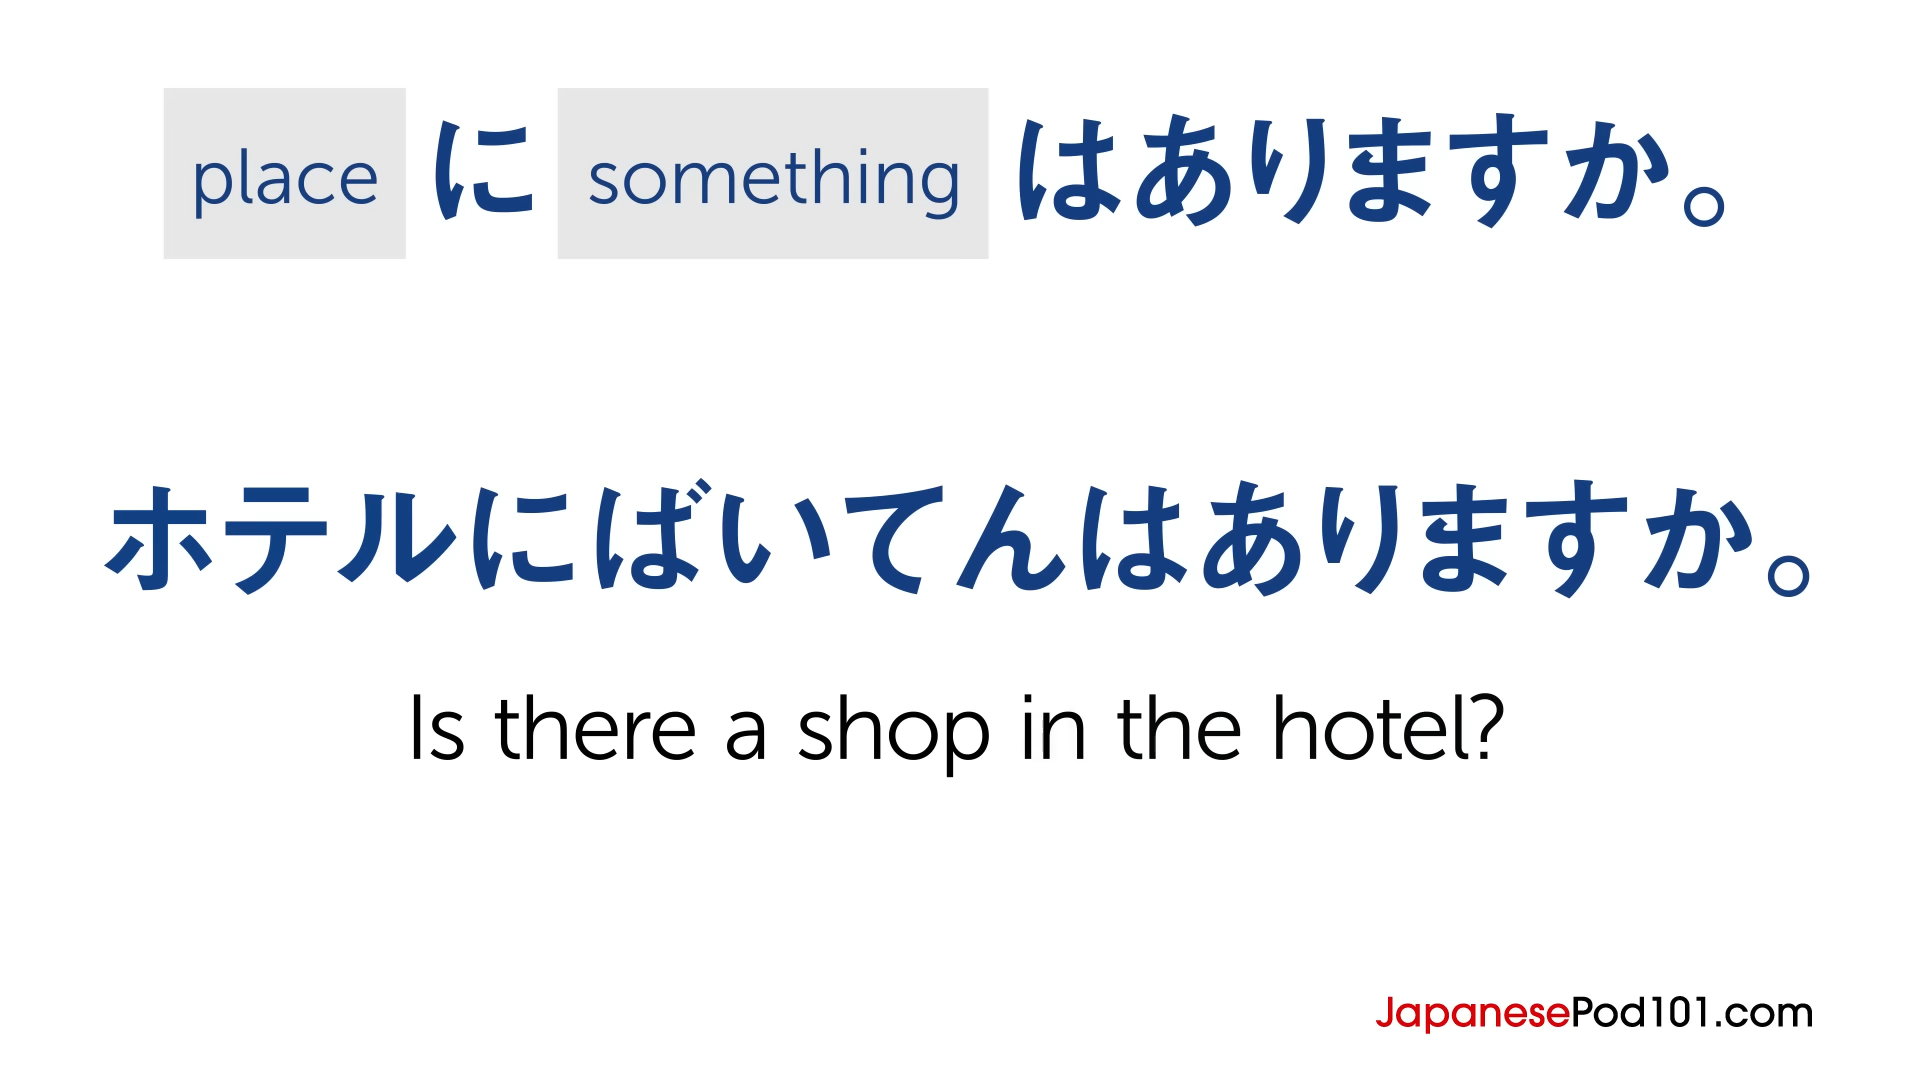 place に something はありますか。
ホテルにばいてんはありますか。
Is there a shop in the hotel?
JapanesePod101.com